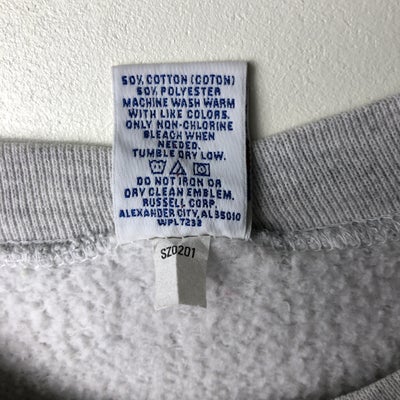 50% COTTON (COTON)
50% POLYESTER
MACHINE WASH WARM
WITH LIKE COLORS.
ONLY NON-CHLORINE
BLEACH WHEN
NEEDED.
TUMBLE DRY LOW.
DO NOT IRON OR
DRY CLEAN EMBLEM.
RUSSELL CORP.
ALEXANDER CITY, AL 35010
WPL7232
SZ0201